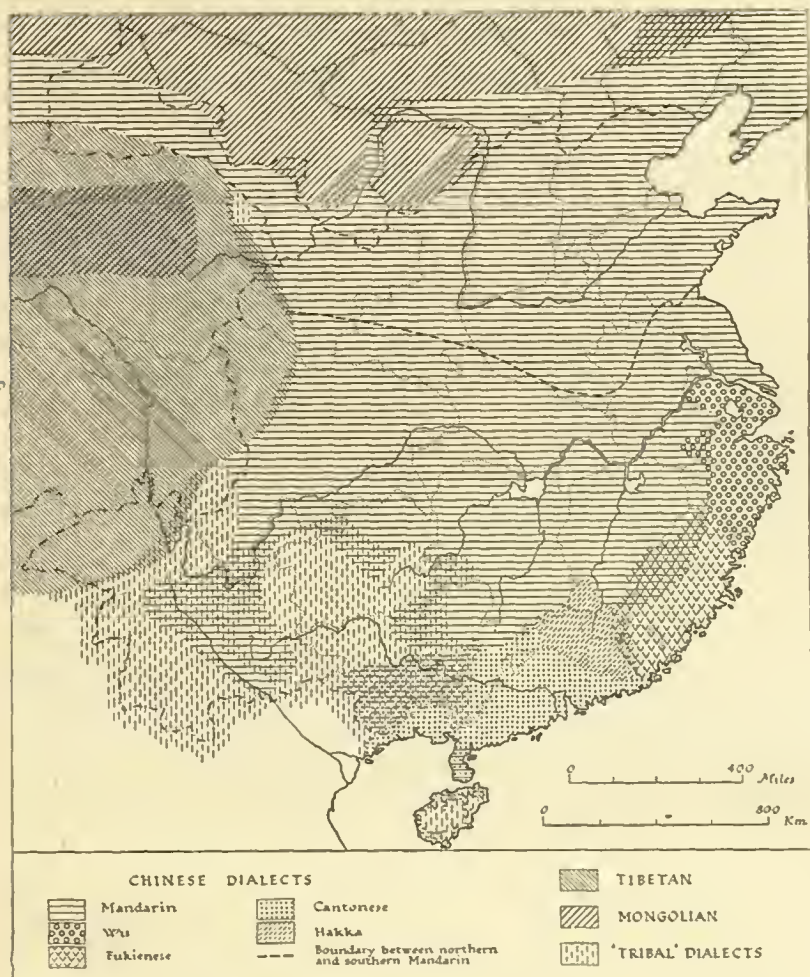 0 400 Miles
0 800 Km.
CHINESE DIALECTS
Mandarin
Wu
Fukienese
Cantonese
Hakka
Boundary between northern
and southern Mandarin
TIBETAN
MONGOLIAN
'TRIBAL' DIALECTS